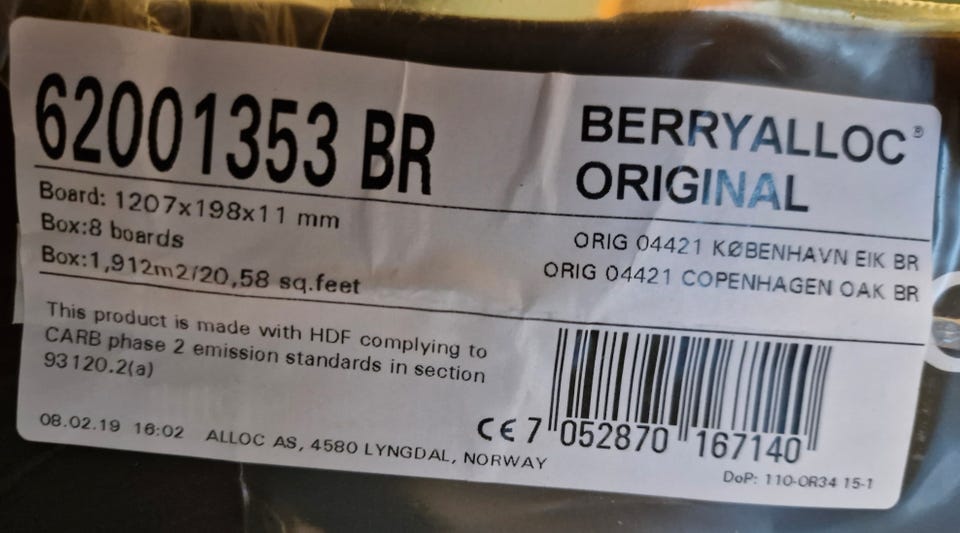 62001353 BR
BERRYALLOC®
ORIGINAL
Board: 1207x198x11 mm
Box:8 boards
Box:1,912m2/20,58 sq.feet
ORIG 04421 KØBENHAVN EIK BR
ORIG 04421 COPENHAGEN OAK BR
This product is made with HDF complying to
CARB phase 2 emission standards in section
93120.2(a)
08.02.19 16:02 ALLOC AS, 4580 LYNGDAL, NORWAY
CE 7 052870 167140
DoP: 110-OR34 15-1